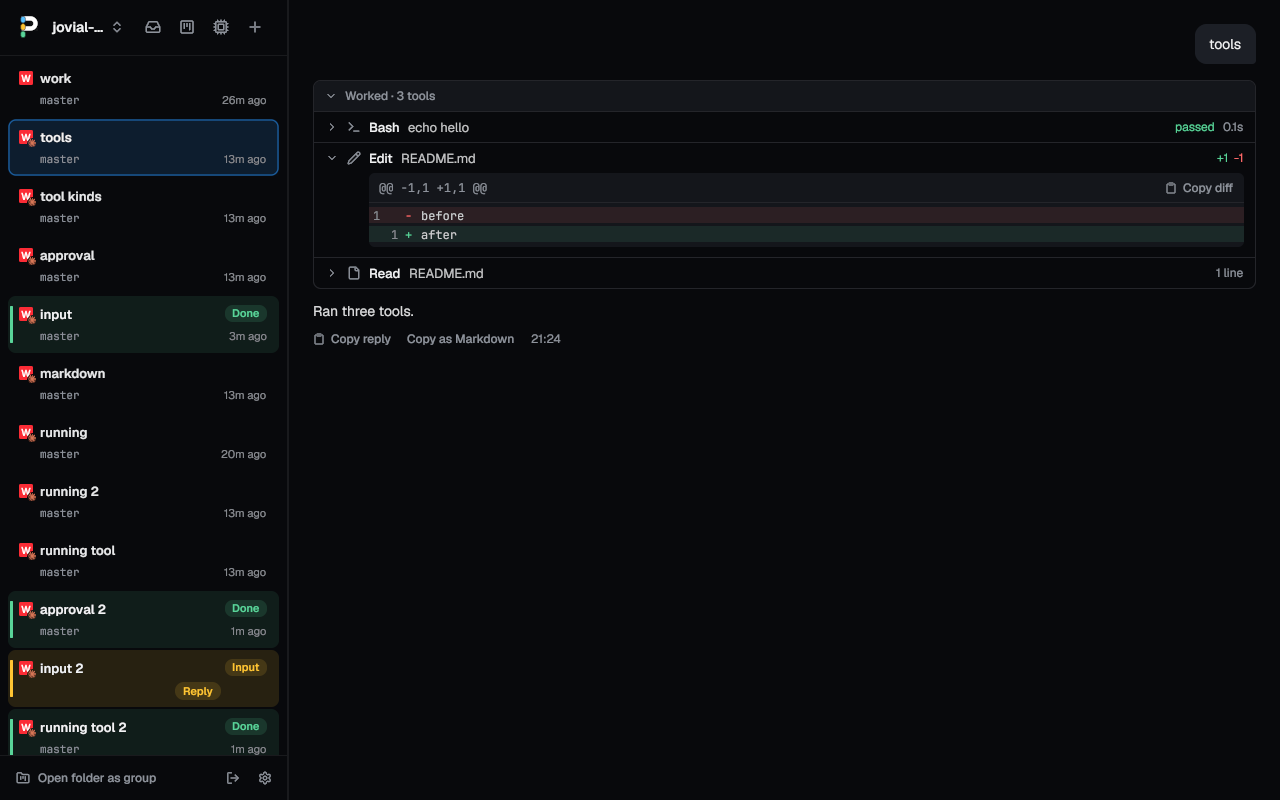 jovial-...
W work
master 26m ago
W tools
master 13m ago
W tool kinds
master 13m ago
W approval
master 13m ago
W input Done
master 3m ago
W markdown
master 13m ago
W running
master 20m ago
W running 2
master 13m ago
W running tool
master 13m ago
W approval 2 Done
master 1m ago
W input 2 Input
Reply
W running tool 2 Done
master 1m ago
Open folder as group
tools
Worked · 3 tools
Bash echo hello passed 0.1s
Edit README.md +1 -1
@@ -1,1 +1,1 @@ Copy diff
1 - before
1 + after
Read README.md 1 line
Ran three tools.
Copy reply Copy as Markdown 21:24